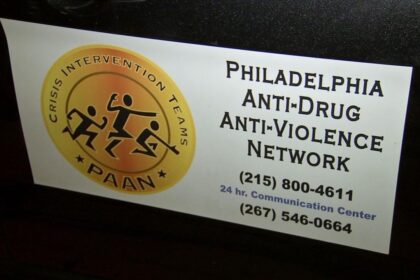 CRISIS INTERVENTION TEAMS
PAAN
PHILADELPHIA
ANTI-DRUG
ANTI-VIOLENCE
NETWORK
(215) 800-4611
24 hr. Communication Center
(267) 546-0664